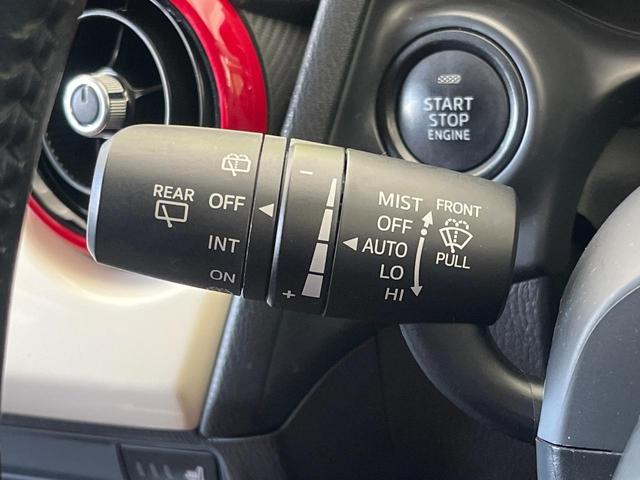 START
STOP
ENGINE
REAR
OFF
INT
ON
−
+
MIST
OFF
AUTO
LO
HI
FRONT
PULL